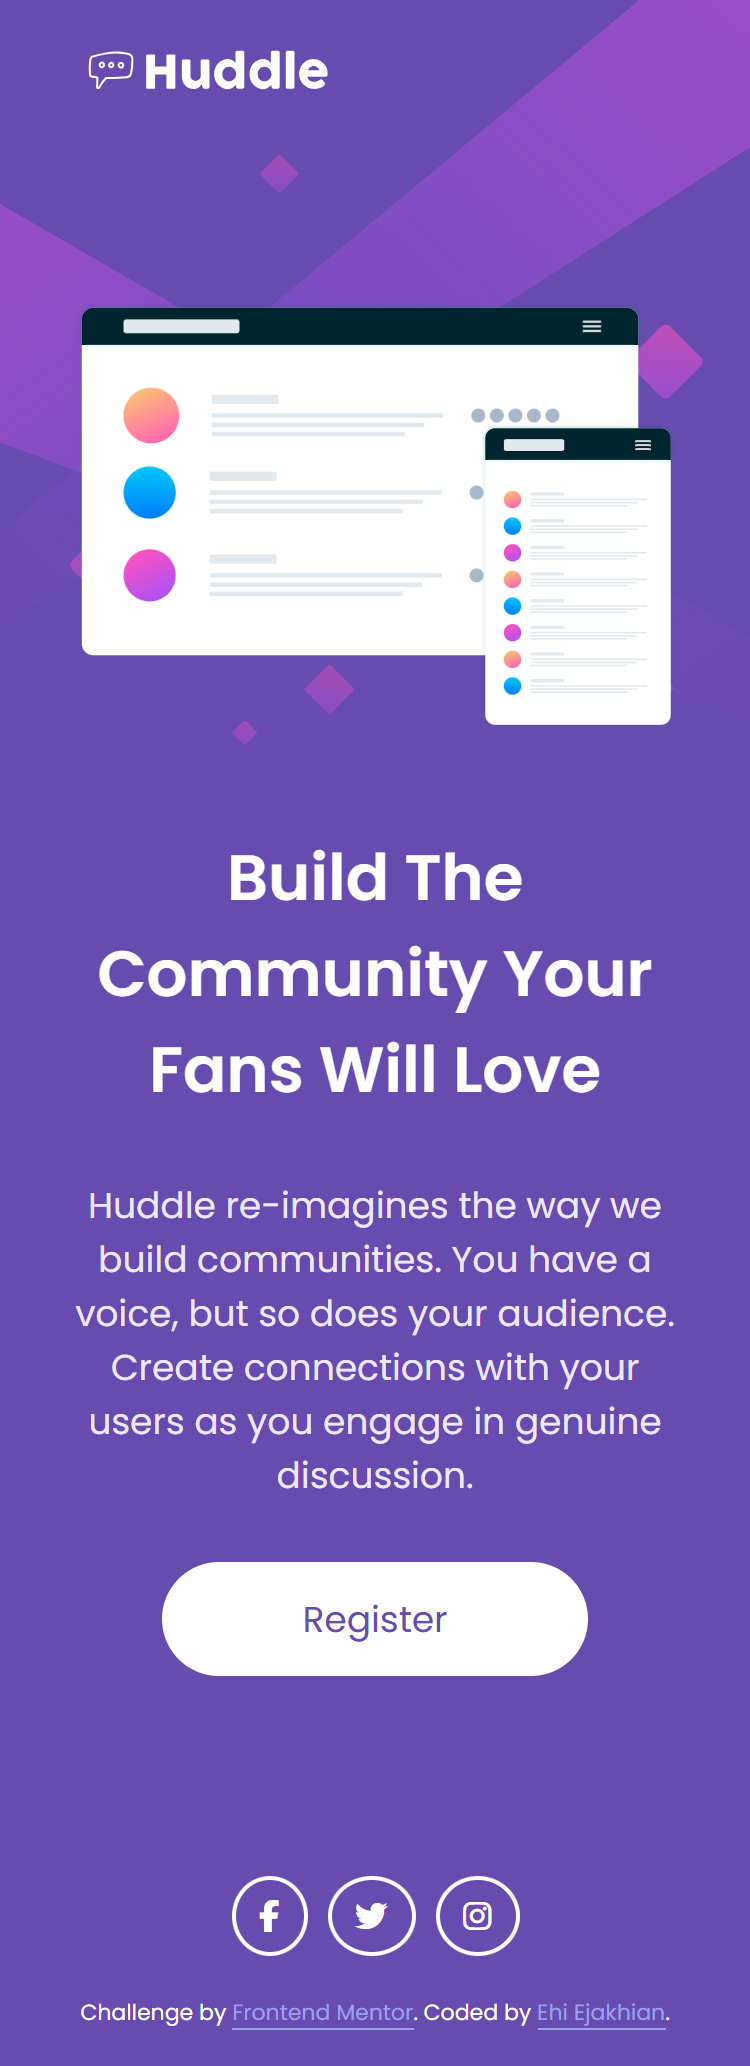 Huddle
Build The
Community Your
Fans Will Love
Huddle re-imagines the way we
build communities. You have a
voice, but so does your audience.
Create connections with your
users as you engage in genuine
discussion.
Register
Challenge by Frontend Mentor. Coded by Ehi Ejakhian.